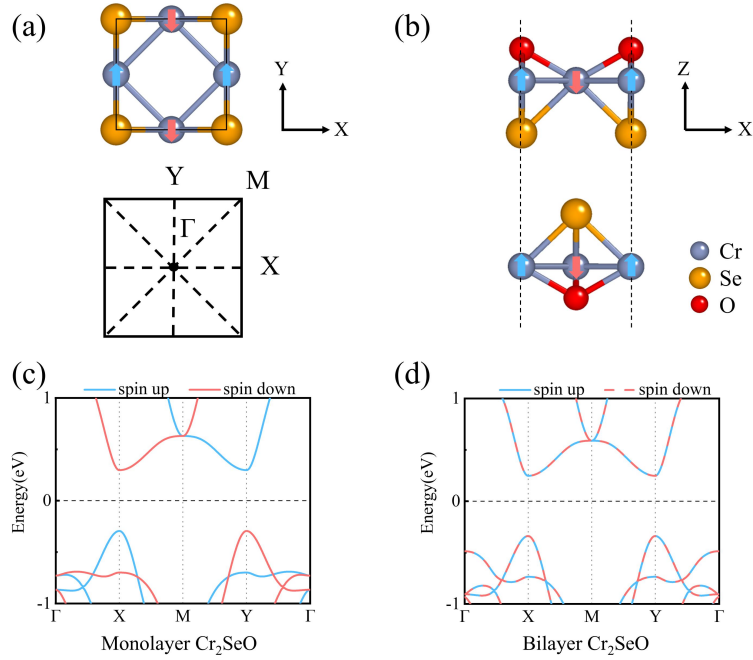 (a)
Y
X
Y
M
Γ
X
(b)
Z
X
Cr
Se
O
(c)
spin up
spin down
1
0
-1
Energy(eV)
Γ
X
M
Y
Γ
Monolayer Cr₂SeO
(d)
spin up
spin down
1
0
-1
Energy(eV)
Γ
X
M
Y
Γ
Bilayer Cr₂SeO